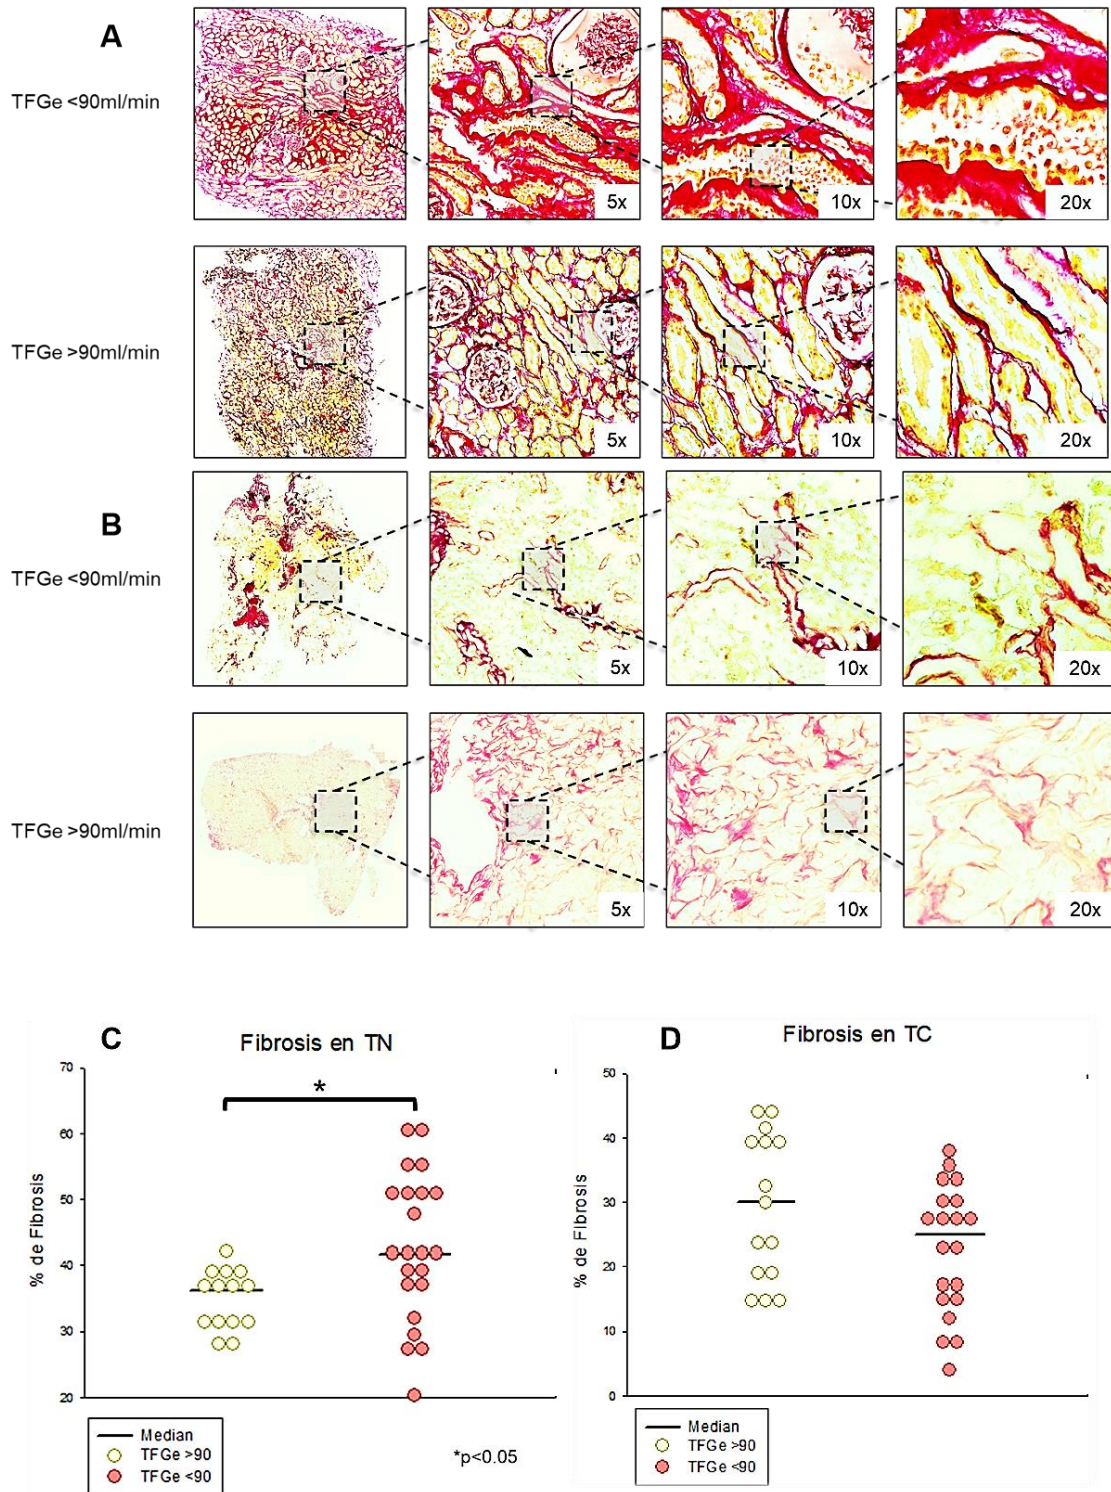 A
TFGe <90ml/min
5x
10x
20x
TFGe >90ml/min
5x
10x
20x
B
TFGe <90ml/min
5x
10x
20x
TFGe >90ml/min
5x
10x
20x
C
Fibrosis en TN
% de Fibrosis
70
60
50
40
30
20
*
Median
TFGe >90
TFGe <90
*p<0.05
D
Fibrosis en TC
% de Fibrosis
50
40
30
20
10
0
Median
TFGe >90
TFGe <90